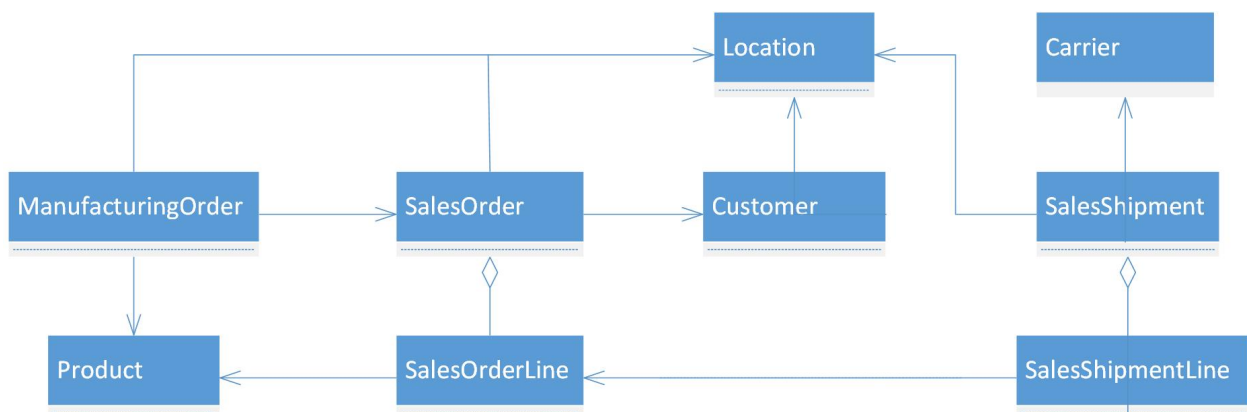 Location
Carrier
ManufacturingOrder
SalesOrder
Customer
SalesShipment
Product
SalesOrderLine
SalesShipmentLine